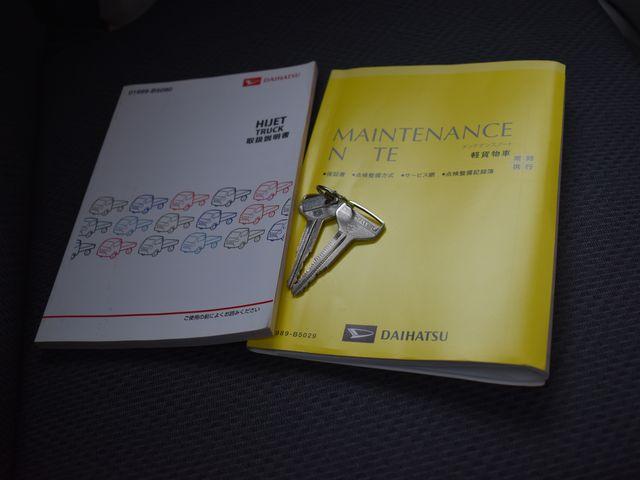 DAIHATSU
01999-B5080
HIJET
TRUCK
取扱説明書
ご使用の前によくお読みください
MAINTENANCE
N TE
メンテナンスノート
軽貨物車
•保証書 •点検整備方式 •サービス網 •点検整備記録簿
989-B5029
DAIHATSU